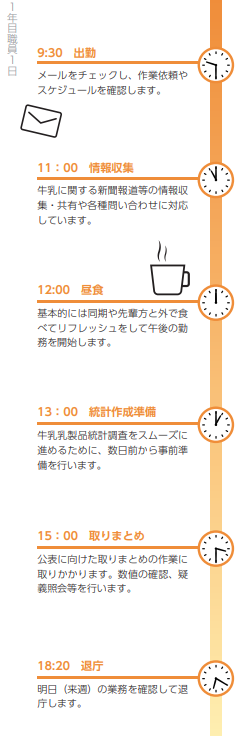 1年目職員1日
9:30　出勤
メールをチェックし、作業依頼や
スケジュールを確認します。
11：00　情報収集
牛乳に関する新聞報道等の情報収
集・共有や各種問い合わせに対応
しています。
12:00　昼食
基本的には同期や先輩方と外で食
べてリフレッシュをして午後の勤
務を開始します。
13：00　統計作成準備
牛乳乳製品統計調査をスムーズに
進めるために、数日前から事前準
備を行います。
15：00　取りまとめ
公表に向けた取りまとめの作業に
取りかかります。数値の確認、疑
義照会等を行います。
18:20　退庁
明日（来週）の業務を確認して退
庁します。